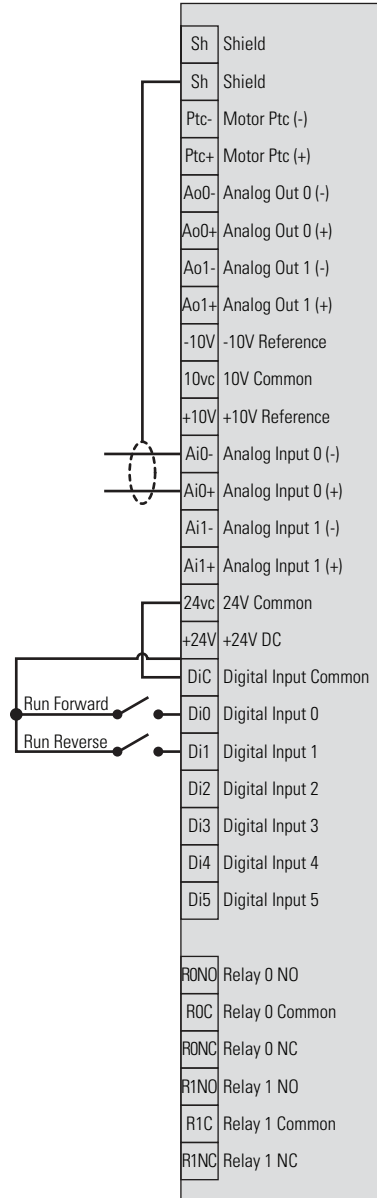 Sh Shield
Sh Shield
Ptc- Motor Ptc (-)
Ptc+ Motor Ptc (+)
Ao0- Analog Out 0 (-)
Ao0+ Analog Out 0 (+)
Ao1- Analog Out 1 (-)
Ao1+ Analog Out 1 (+)
-10V -10V Reference
10vc 10V Common
+10V +10V Reference
Ai0- Analog Input 0 (-)
Ai0+ Analog Input 0 (+)
Ai1- Analog Input 1 (-)
Ai1+ Analog Input 1 (+)
24vc 24V Common
+24V +24V DC
DiC Digital Input Common
Run Forward Di0 Digital Input 0
Run Reverse Di1 Digital Input 1
Di2 Digital Input 2
Di3 Digital Input 3
Di4 Digital Input 4
Di5 Digital Input 5
R0NO Relay 0 NO
R0C Relay 0 Common
R0NC Relay 0 NC
R1NO Relay 1 NO
R1C Relay 1 Common
R1NC Relay 1 NC